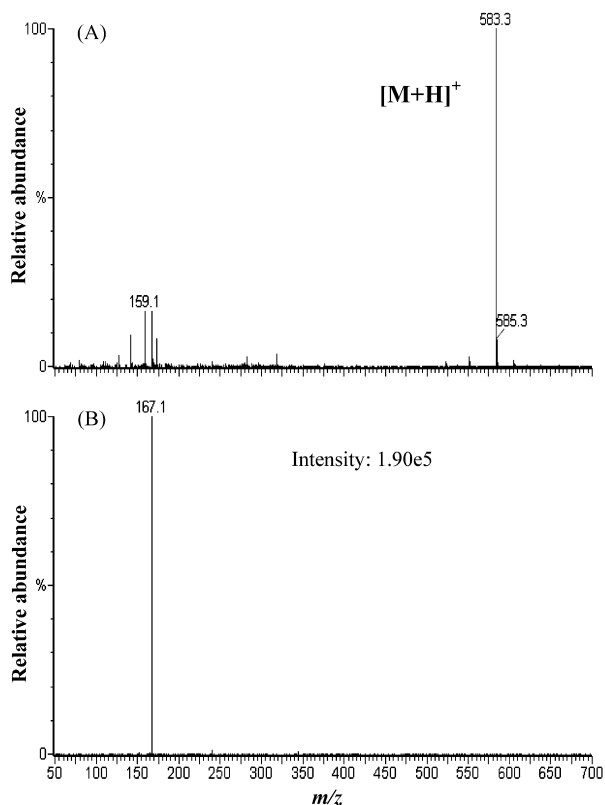 (A)
583.3
[M+H]+
Relative abundance
100
%
0
159.1
585.3
(B)
167.1
Intensity: 1.90e5
Relative abundance
100
%
0
50 100 150 200 250 300 350 400 450 500 550 600 650 700
m/z